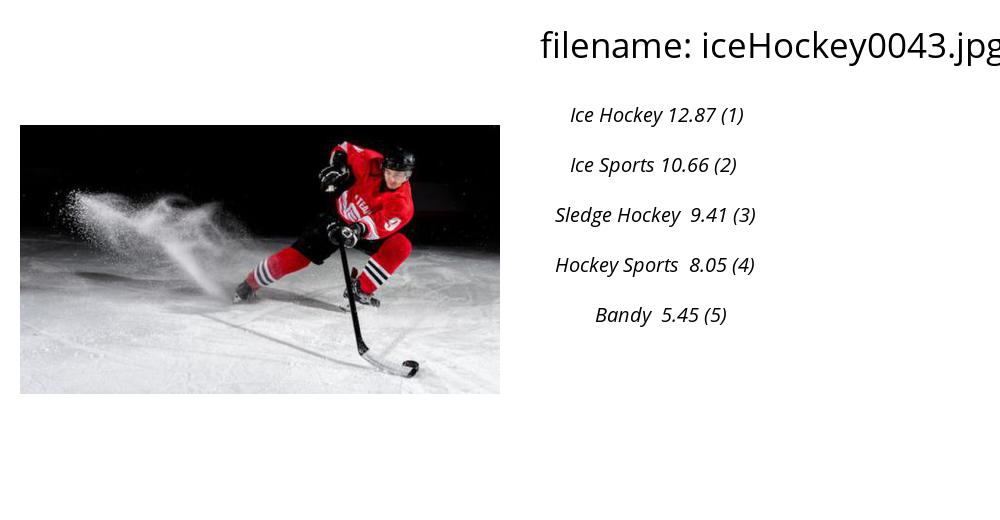 filename: iceHockey0043.jpg
Ice Hockey 12.87 (1)
Ice Sports 10.66 (2)
Sledge Hockey 9.41 (3)
Hockey Sports 8.05 (4)
Bandy 5.45 (5)